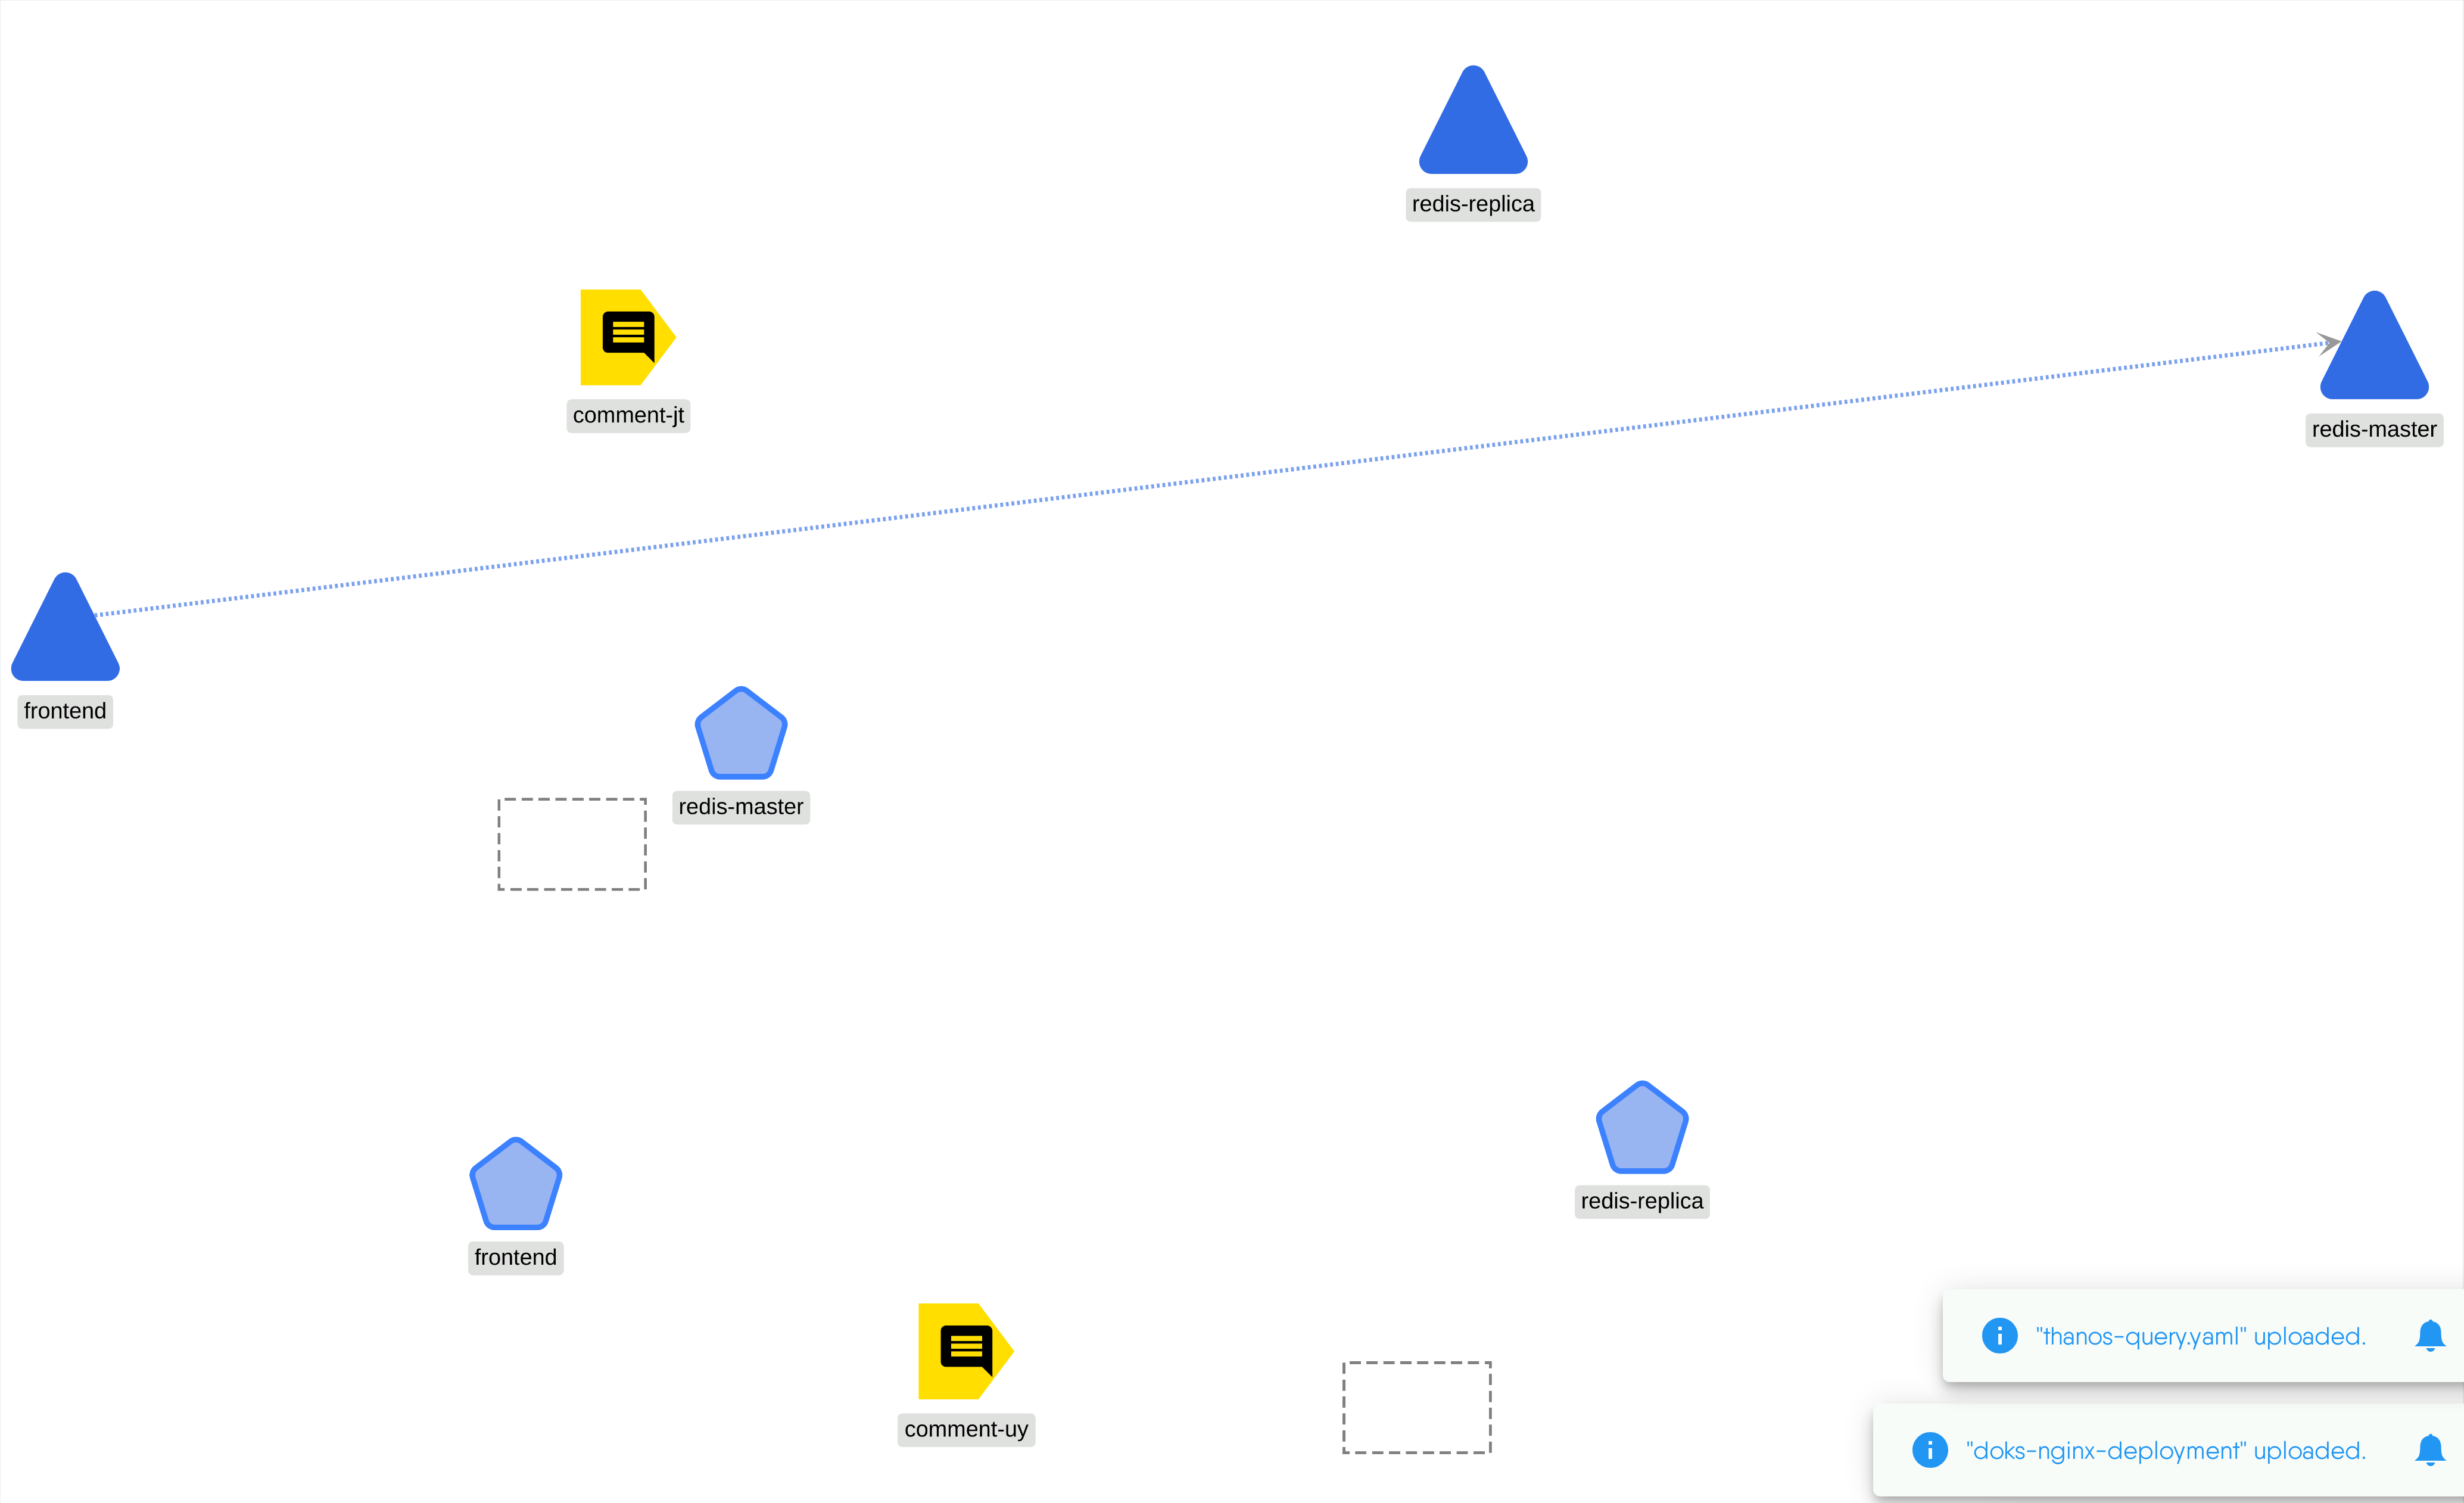 redis-replica
comment-jt
redis-master
frontend
redis-master
redis-replica
frontend
"thanos-query.yaml" uploaded.
comment-uy
"doks-nginx-deployment" uploaded.